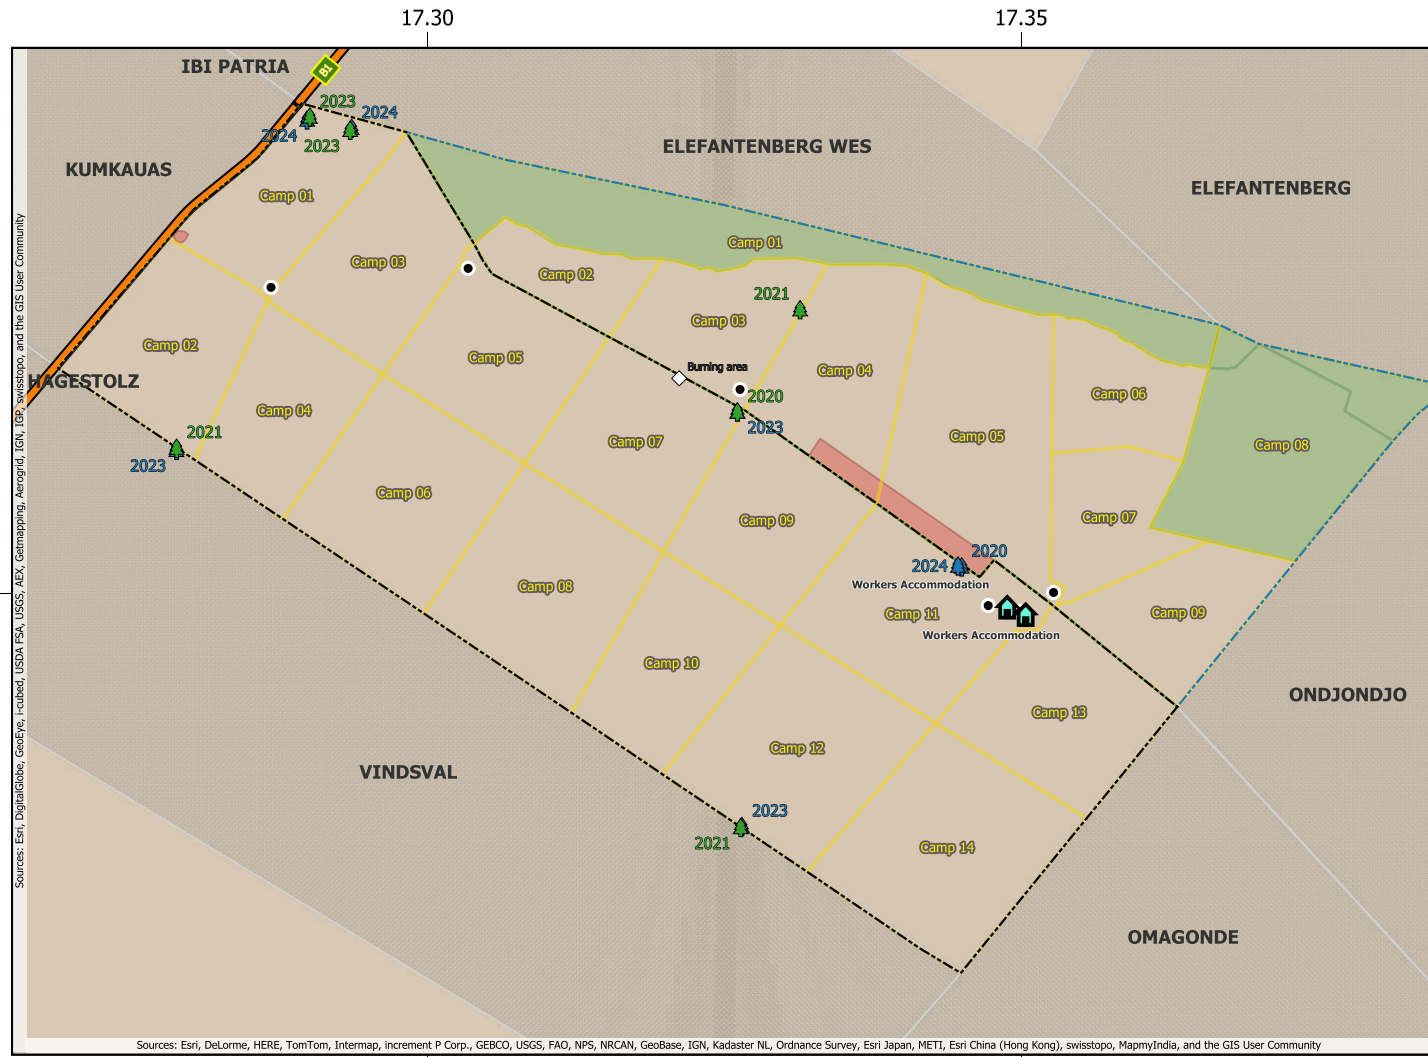 17.30
17.35
IBI PATRIA
B1
2023
2024
2024
2023
KUMKAUAS
ELEFANTENBERG WES
ELEFANTENBERG
Camp 01
Camp 03
Camp 01
Camp 02
2021
Camp 03
Camp 02
Camp 05
Burning area
Camp 04
HAGESTOLZ
Camp 06
2020
Camp 04
2023
2021
Camp 07
Camp 05
Camp 08
2023
Camp 06
Camp 09
Camp 07
2020
2024
Workers Accommodation
Camp 08
Camp 11
Camp 09
Workers Accommodation
Camp 10
ONDJONDJO
Camp 13
Camp 12
VINDSVAL
2023
2021
Camp 14
OMAGONDE
Sources: Esri, DigitalGlobe, GeoEye, i-cubed, USDA FSA, USGS, AEX, Getmapping, Aerogrid, IGN, IGP, swisstopo, and the GIS User Community
Sources: Esri, DeLorme, HERE, TomTom, Intermap, increment P Corp., GEBCO, USGS, FAO, NPS, NRCAN, GeoBase, IGN, Kadaster NL, Ordnance Survey, Esri Japan, METI, Esri China (Hong Kong), swisstopo, MapmyIndia, and the GIS User Community